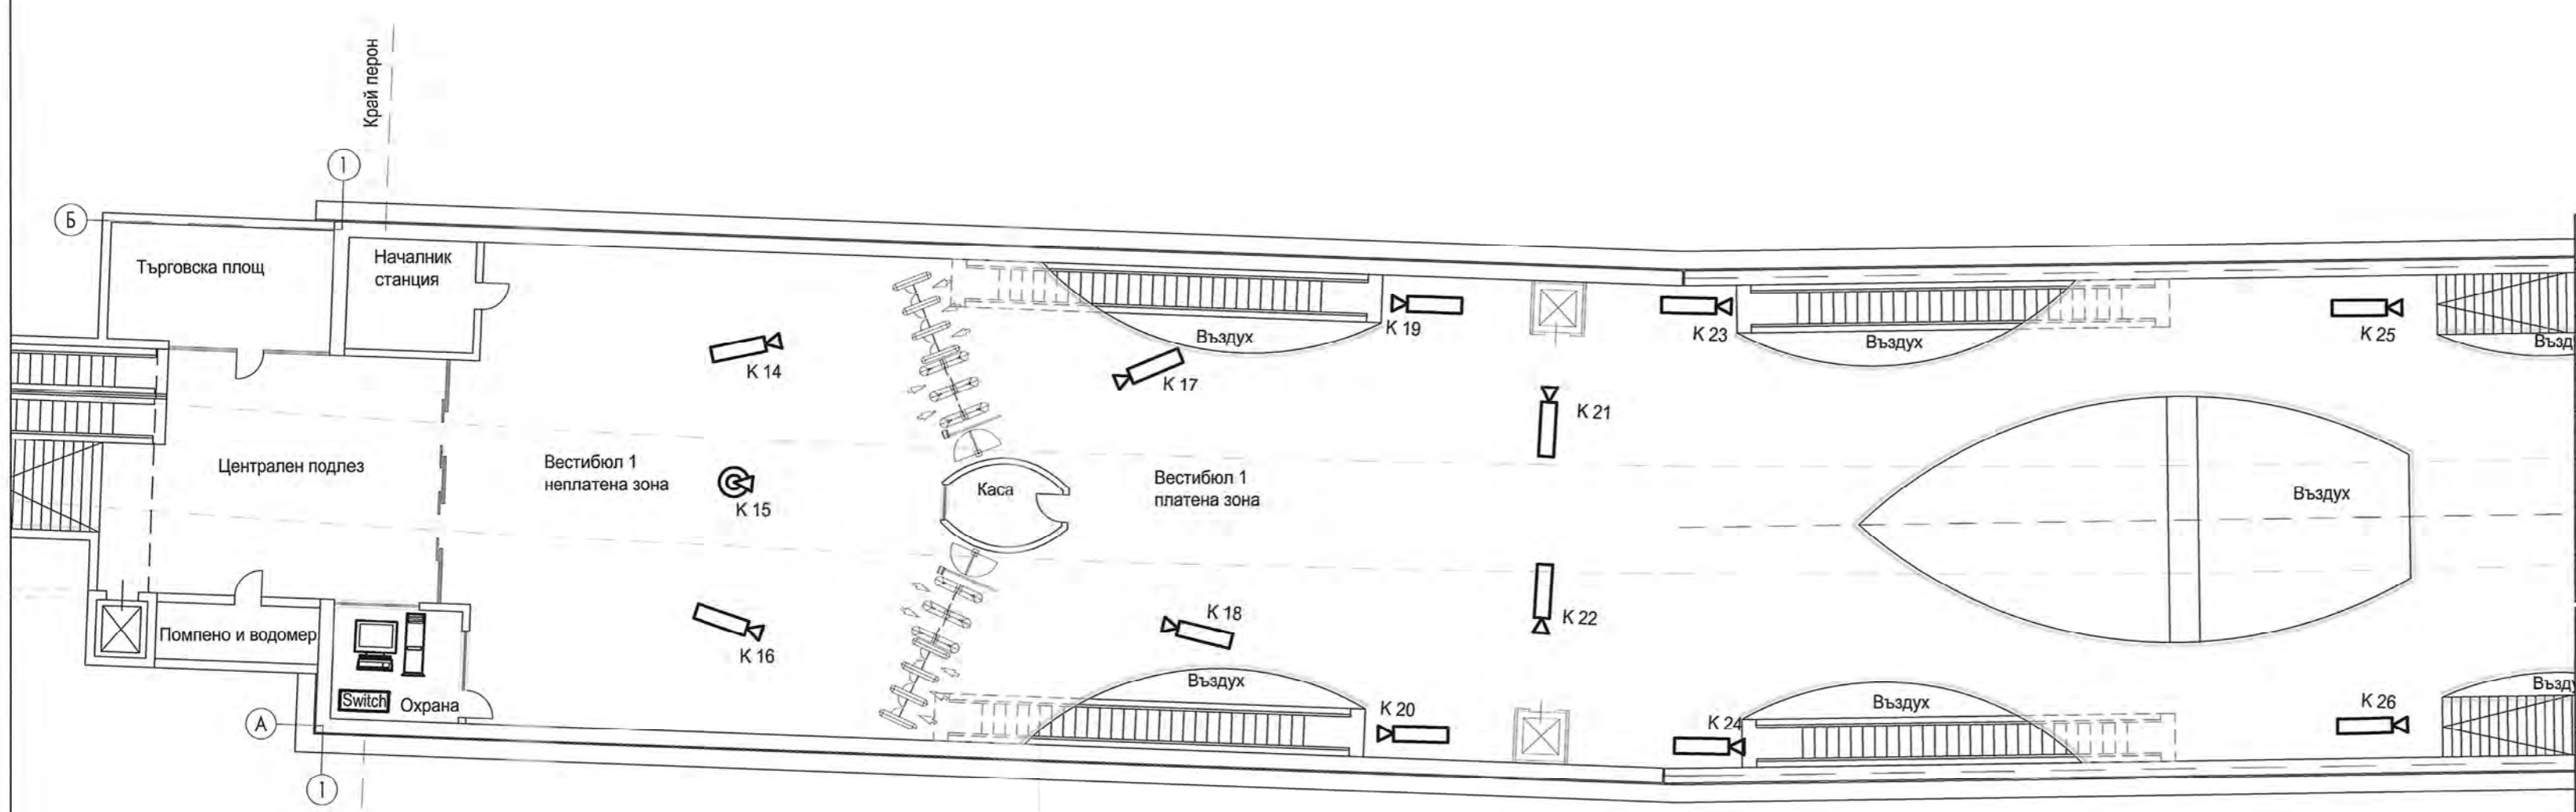 Край перон
1
Б
Търговска площ
Началник
станция
K 14
Въздух
K 17
K 19
K 23
Въздух
K 25
Възд
K 21
Централен подлез
Вестибюл 1
неплатена зона
K 15
Каса
Вестибюл 1
платена зона
Въздух
Помпено и водомер
K 16
K 18
K 22
Switch
Охрана
А
Въздух
K 20
K 24
Въздух
K 26
Възду
1